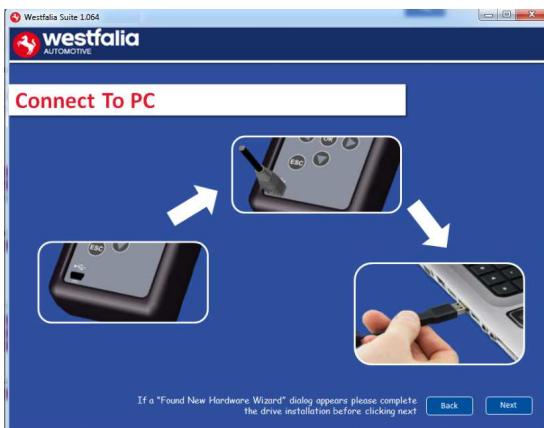 Westfalia Suite 1.064
westfalia
AUTOMOTIVE
Connect To PC
OK
ESC
ESC
If a "Found New Hardware Wizard" dialog appears please complete
the drive installation before clicking next
Back
Next